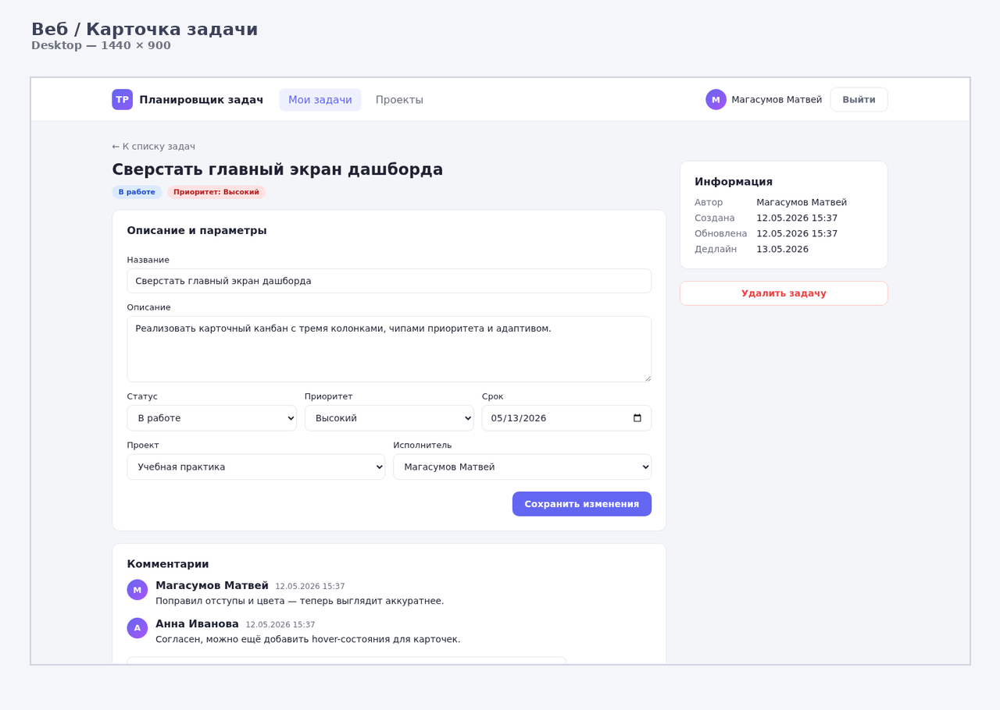 Веб / Карточка задачи
Desktop — 1440 × 900
TP Планировщик задач Мои задачи Проекты М Магасумов Матвей Выйти
← К списку задач
Сверстать главный экран дашборда
В работе Приоритет: Высокий
Описание и параметры
Название
Сверстать главный экран дашборда
Описание
Реализовать карточный канбан с тремя колонками, чипами приоритета и адаптивом.
Статус Приоритет Срок
В работе Высокий 05/13/2026
Проект Исполнитель
Учебная практика Магасумов Матвей
Сохранить изменения
Комментарии
М Магасумов Матвей 12.05.2026 15:37
Поправил отступы и цвета — теперь выглядит аккуратнее.
А Анна Иванова 12.05.2026 15:37
Согласен, можно ещё добавить hover-состояния для карточек.
Информация
Автор Магасумов Матвей
Создана 12.05.2026 15:37
Обновлена 12.05.2026 15:37
Дедлайн 13.05.2026
Удалить задачу